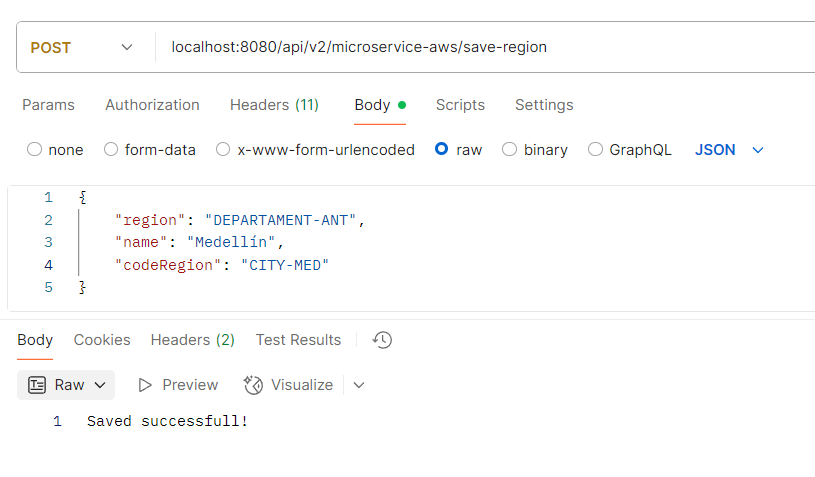 POST localhost:8080/api/v2/microservice-aws/save-region
Params Authorization Headers (11) Body Scripts Settings
none form-data x-www-form-urlencoded raw binary GraphQL JSON
1 {
2 "region": "DEPARTAMENT-ANT",
3 "name": "Medellín",
4 "codeRegion": "CITY-MED"
5 }
Body Cookies Headers (2) Test Results
Raw Preview Visualize
1 Saved successfull!